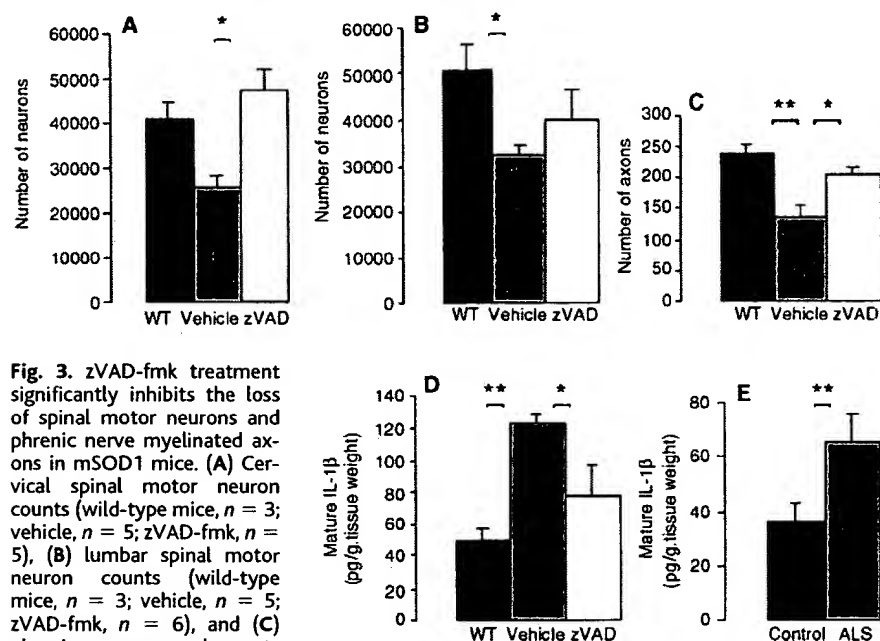 A
*
60000
50000
40000
30000
20000
10000
0
Number of neurons
WT Vehicle zVAD
B
*
60000
50000
40000
30000
20000
10000
0
Number of neurons
WT Vehicle zVAD
C
** *
300
250
200
150
100
50
0
Number of axons
WT Vehicle zVAD
Fig. 3. zVAD-fmk treatment
significantly inhibits the loss
of spinal motor neurons and
phrenic nerve myelinated ax-
ons in mSOD1 mice. (A) Cer-
vical spinal motor neuron
counts (wild-type mice, n = 3;
vehicle, n = 5; zVAD-fmk, n =
5), (B) lumbar spinal motor
neuron counts (wild-type
mice, n = 3; vehicle, n = 5;
zVAD-fmk, n = 6), and (C)
D
** *
140
120
100
80
60
40
20
0
Mature IL-1β
(pg/g.tissue weight)
WT Vehicle zVAD
E
**
80
60
40
20
0
Mature IL-1β
(pg/g.tissue weight)
Control ALS